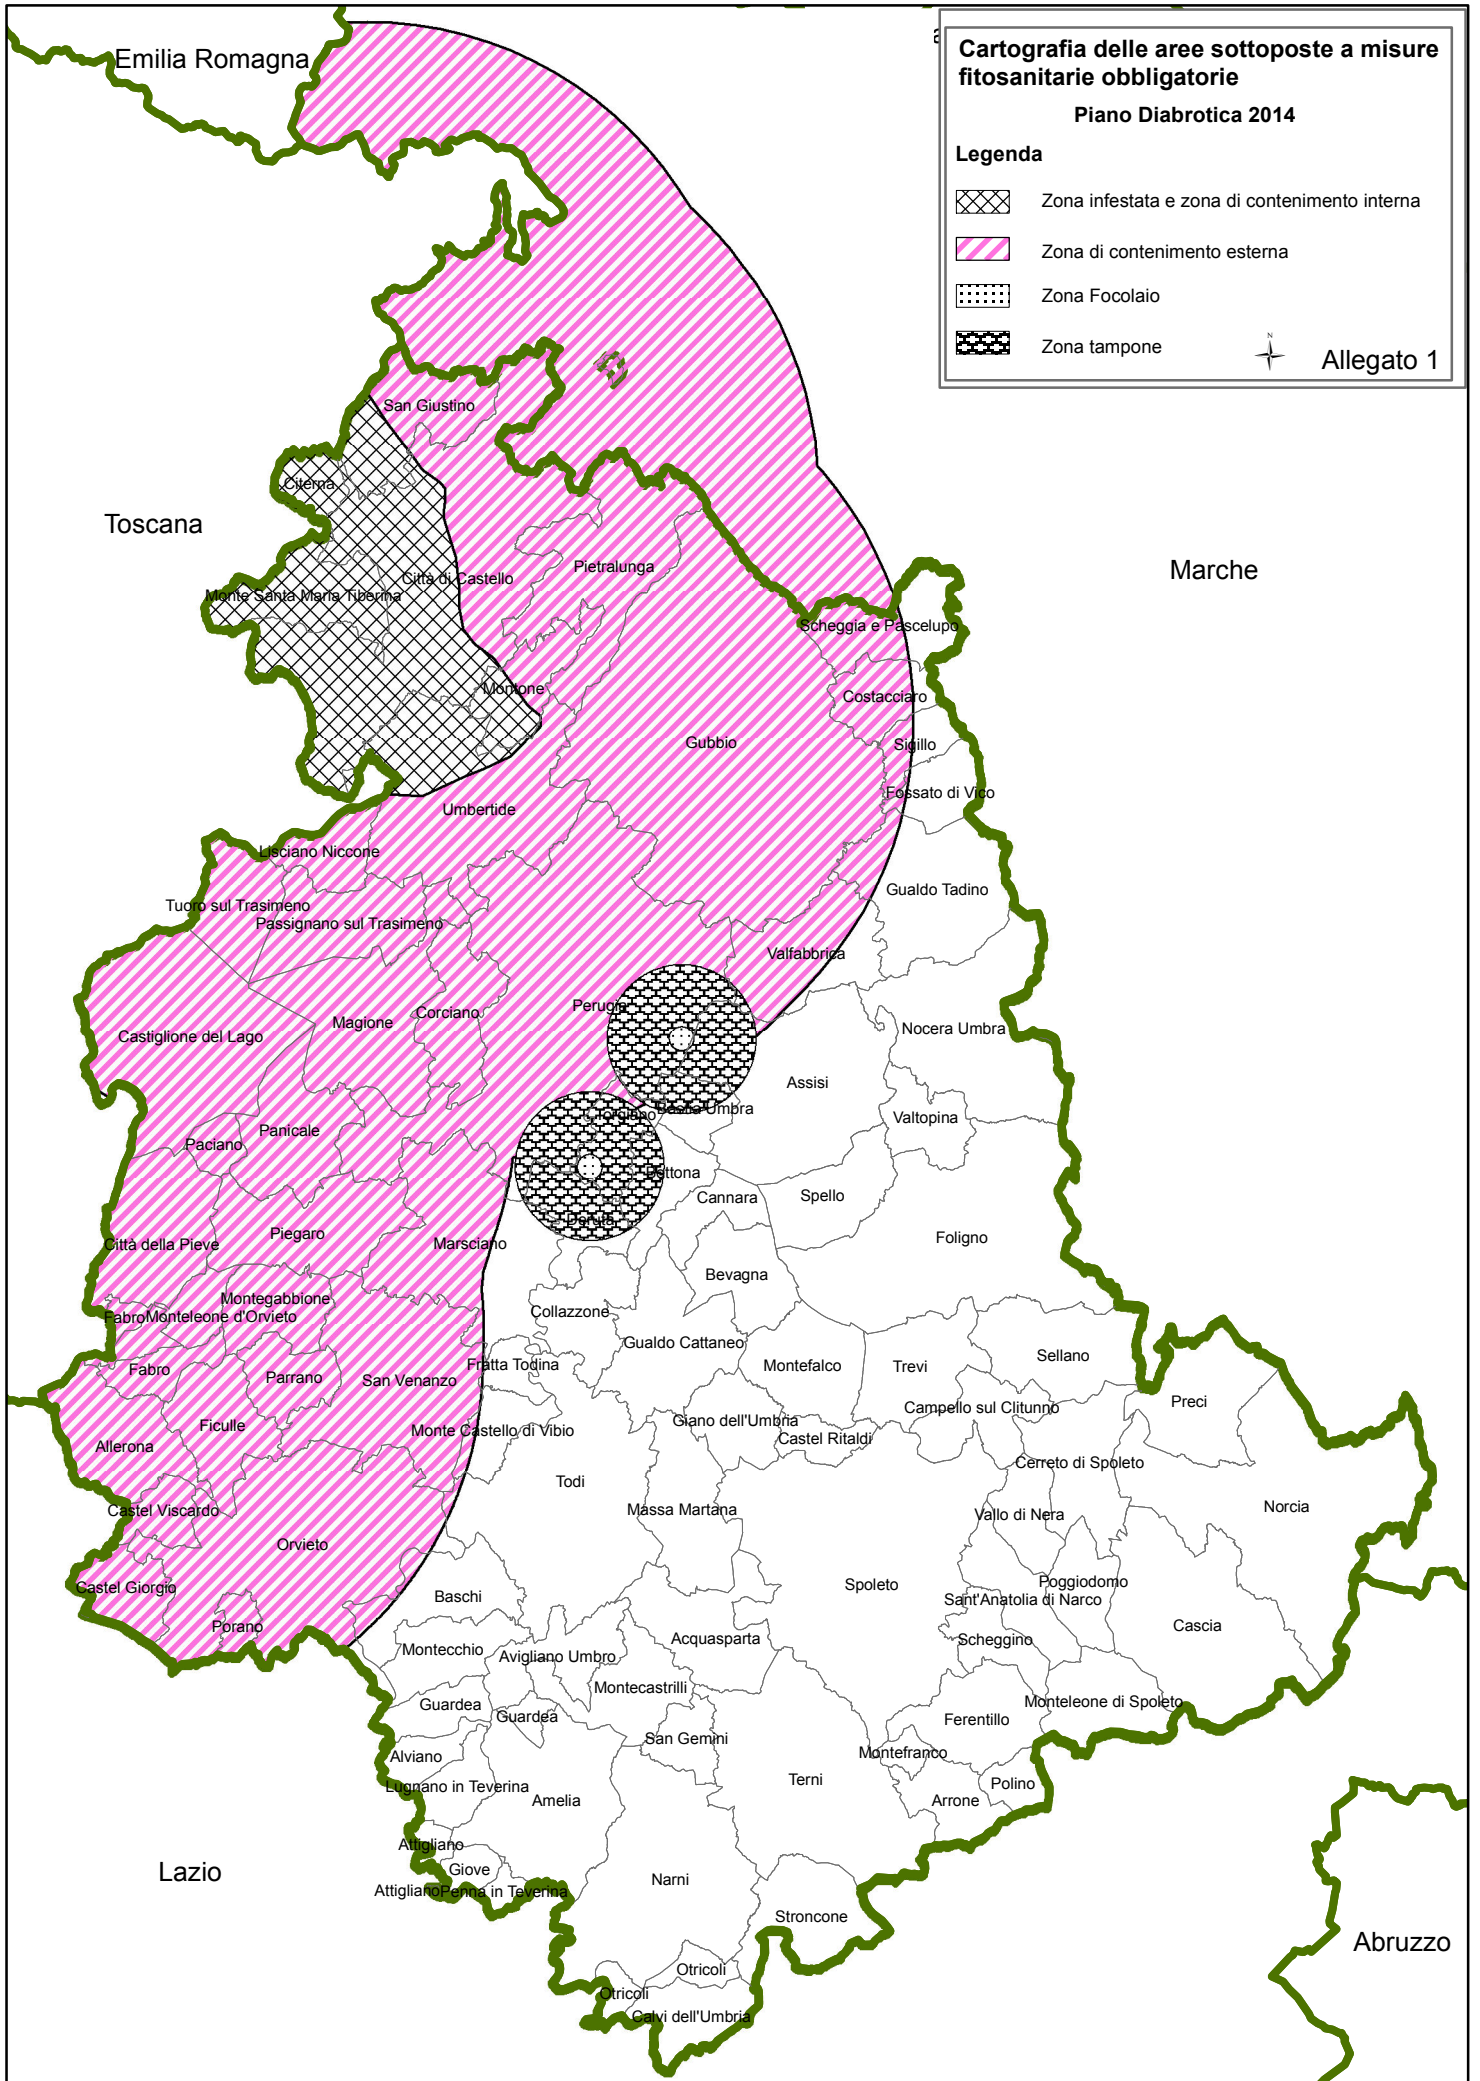 Cartografia delle aree sottoposte a misure
fitosanitarie obbligatorie
Piano Diabrotica 2014
Legenda
Zona infestata e zona di contenimento interna
Zona di contenimento esterna
Zona Focolaio
Zona tampone
N
Allegato 1
Emilia Romagna
San Giustino
Citerna
Toscana
Marche
Pietralunga
Città di Castello
Monte Santa Maria Tiberina
Scheggia e Pascelupo
Montone
Costacciaro
Gubbio
Sigillo
Fossato di Vico
Umbertide
Lisciano Niccone
Gualdo Tadino
Tuoro sul Trasimeno
Passignano sul Trasimeno
Valfabbrica
Perugia
Corciano
Magione
Castiglione del Lago
Nocera Umbra
Assisi
Bastia Umbra
Torgiano
Valtopina
Panicale
Paciano
Bettona
Cannara
Spello
Deruta
Piegaro
Marsciano
Città della Pieve
Foligno
Bevagna
Montegabbione
Collazzone
Fabro
Monteleone d'Orvieto
Gualdo Cattaneo
Sellano
Fratta Todina
Montefalco
Trevi
Fabro
Parrano
San Venanzo
Preci
Campello sul Clitunno
Giano dell'Umbria
Ficulle
Monte Castello di Vibio
Castel Ritaldi
Allerona
Cerreto di Spoleto
Todi
Norcia
Castel Viscardo
Massa Martana
Vallo di Nera
Orvieto
Poggiodomo
Spoleto
Castel Giorgio
Baschi
Sant'Anatolia di Narco
Cascia
Porano
Acquasparta
Scheggino
Montecchio
Avigliano Umbro
Montecastrilli
Monteleone di Spoleto
Guardea
Guardea
Ferentillo
San Gemini
Montefranco
Alviano
Terni
Polino
Lugnano in Teverina
Amelia
Arrone
Attigliano
Giove
Lazio
Narni
Attigliano
Penna in Teverina
Stroncone
Abruzzo
Otricoli
Otricoli
Calvi dell'Umbria